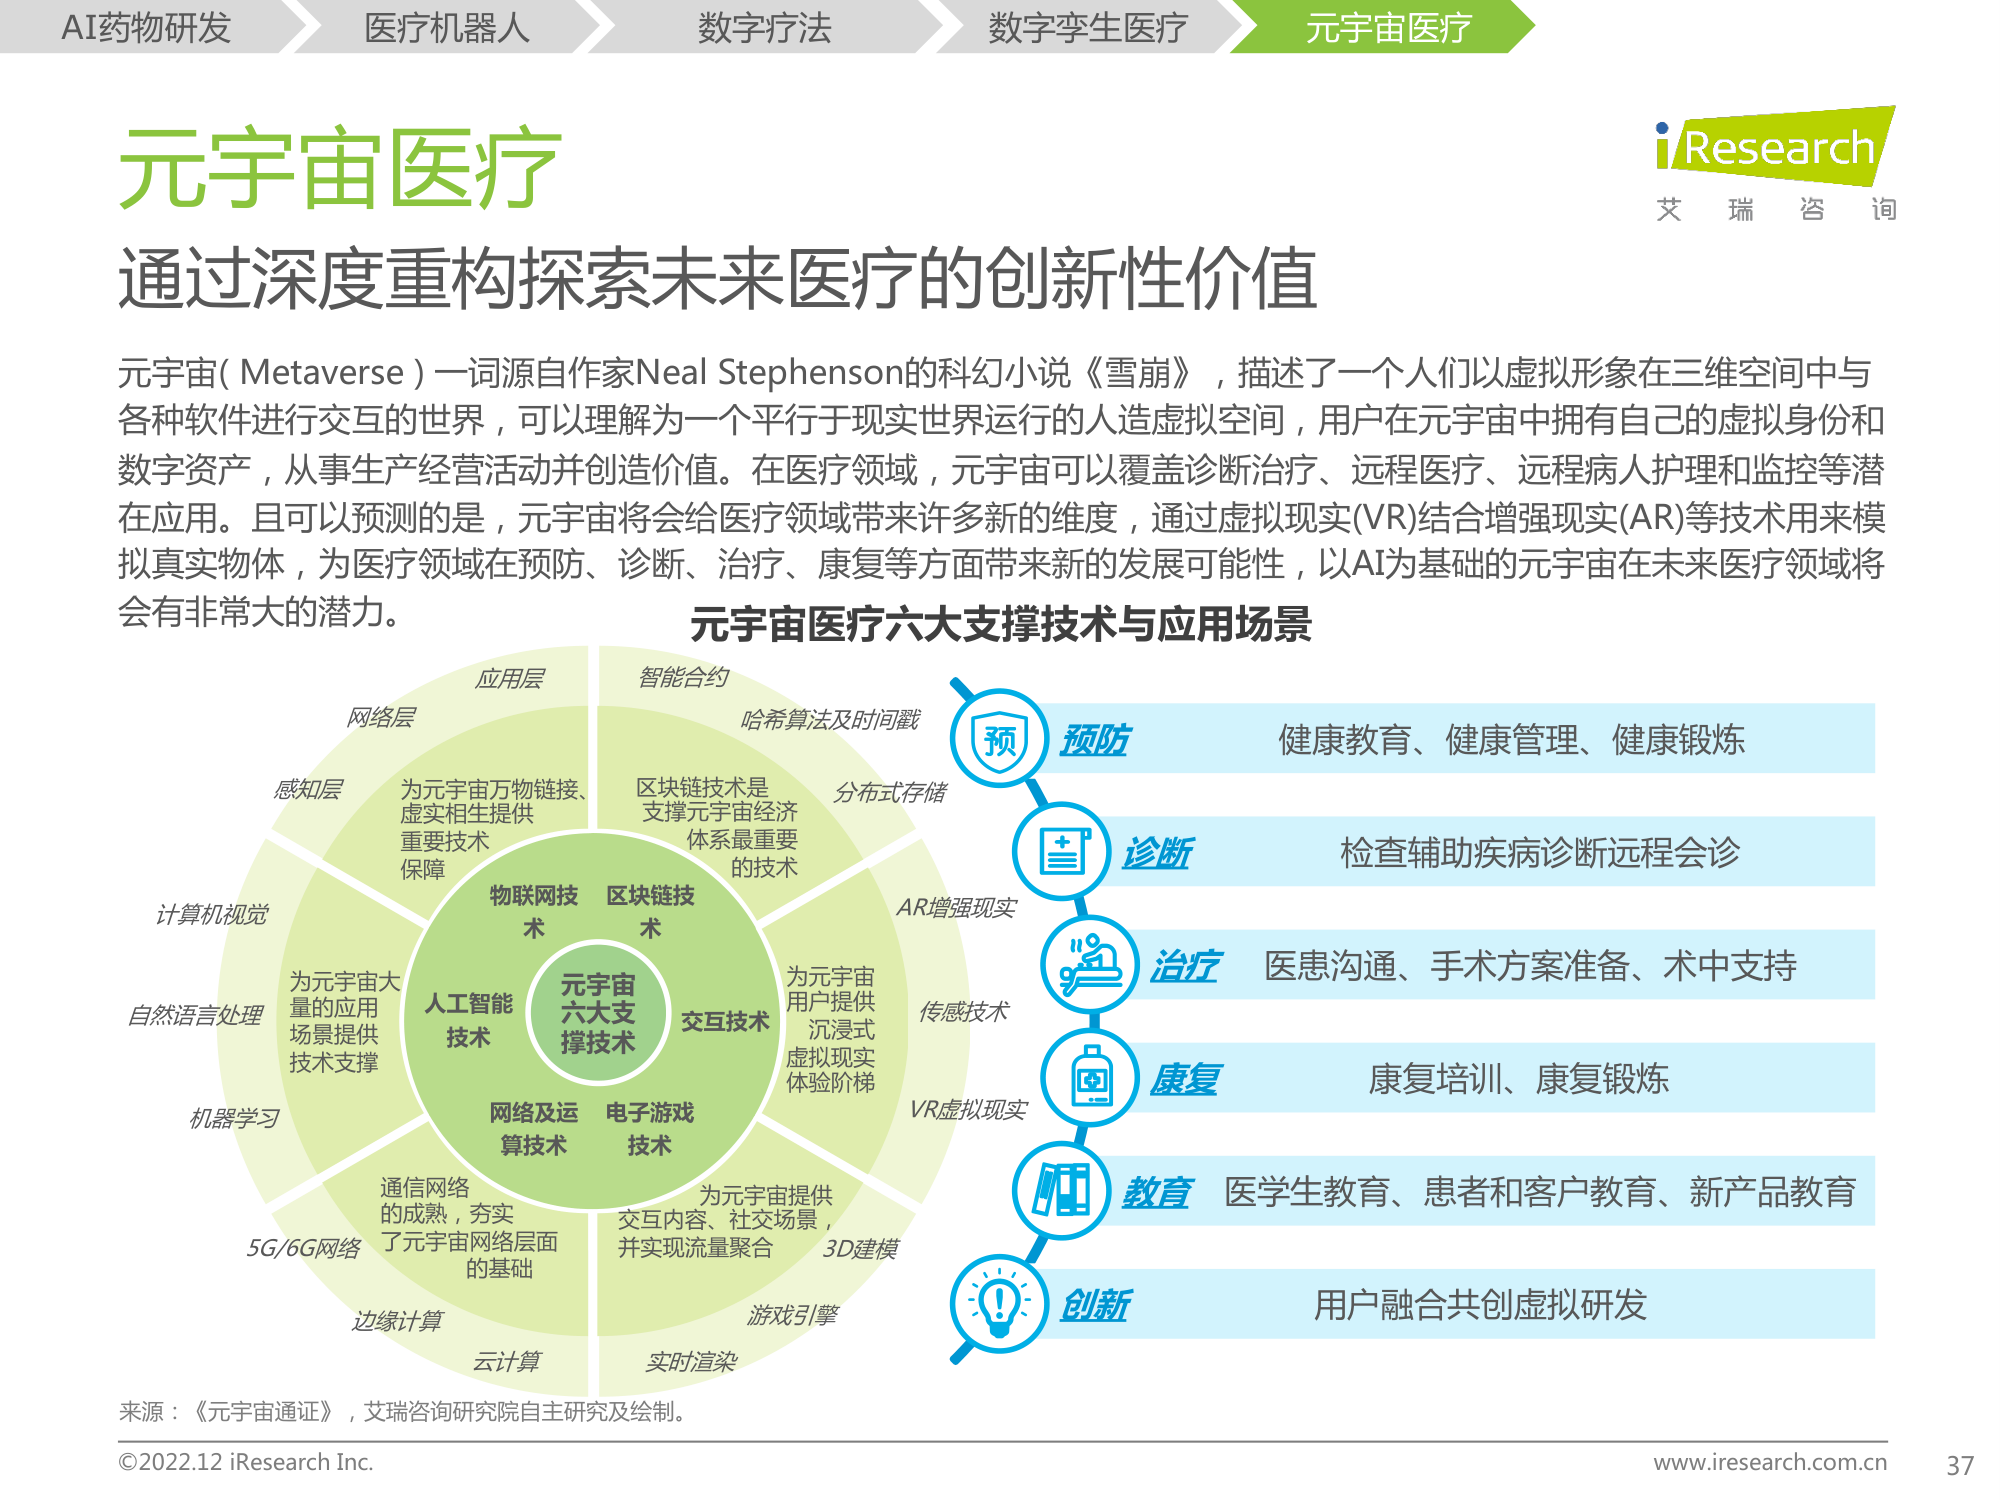 AI药物研发
医疗机器人
数字疗法
数字孪生医疗
元宇宙医疗
元宇宙医疗
iResearch
艾瑞咨询
通过深度重构探索未来医疗的创新性价值
元宇宙( Metaverse ) 一词源自作家Neal Stephenson的科幻小说《雪崩》，描述了一个人们以虚拟形象在三维空间中与
各种软件进行交互的世界，可以理解为一个平行于现实世界运行的人造虚拟空间，用户在元宇宙中拥有自己的虚拟身份和
数字资产，从事生产经营活动并创造价值。在医疗领域，元宇宙可以覆盖诊断治疗、远程医疗、远程病人护理和监控等潜
在应用。且可以预测的是，元宇宙将会给医疗领域带来许多新的维度，通过虚拟现实(VR)结合增强现实(AR)等技术用来模
拟真实物体，为医疗领域在预防、诊断、治疗、康复等方面带来新的发展可能性，以AI为基础的元宇宙在未来医疗领域将
会有非常大的潜力。
元宇宙医疗六大支撑技术与应用场景
应用层
网络层
感知层
为元宇宙万物链接、
虚实相生提供
重要技术
保障
物联网技
术
智能合约
哈希算法及时间戳
分布式存储
区块链技术是
支撑元宇宙经济
体系最重要
的技术
区块链技
术
计算机视觉
自然语言处理
机器学习
为元宇宙大
量的应用
场景提供
技术支撑
人工智能
技术
元宇宙
六大支
撑技术
交互技术
为元宇宙
用户提供
沉浸式
虚拟现实
体验阶梯
AR增强现实
传感技术
VR虚拟现实
网络及运
算技术
通信网络
的成熟，夯实
了元宇宙网络层面
的基础
5G/6G网络
边缘计算
云计算
电子游戏
技术
为元宇宙提供
交互内容、社交场景，
并实现流量聚合
3D建模
游戏引擎
实时渲染
预
预防
健康教育、健康管理、健康锻炼
诊断
检查辅助疾病诊断远程会诊
治疗
医患沟通、手术方案准备、术中支持
康复
康复培训、康复锻炼
教育
医学生教育、患者和客户教育、新产品教育
创新
用户融合共创虚拟研发
来源：《元宇宙通证》，艾瑞咨询研究院自主研究及绘制。
©2022.12 iResearch Inc.
www.iresearch.com.cn
37